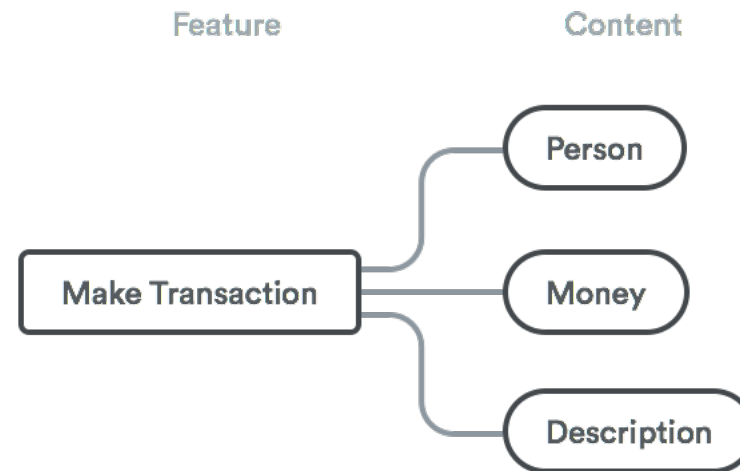 Feature
Content
Person
Make Transaction
Money
Description